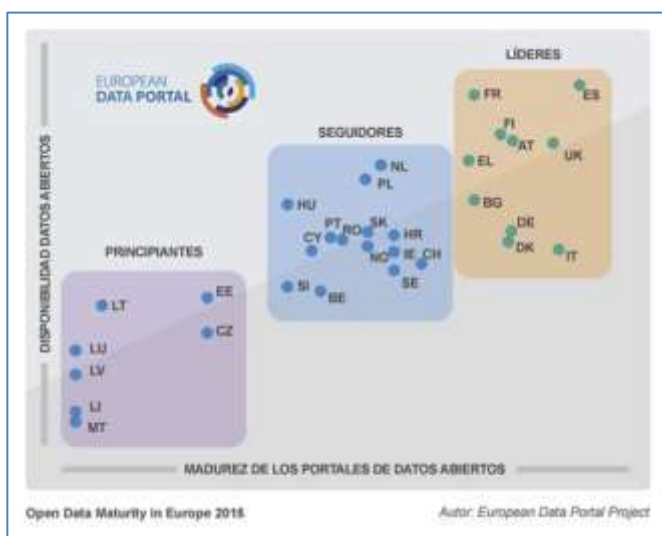 EUROPEAN
DATA PORTAL
LÍDERES
FR
ES
FI
AT
UK
EL
BG
DE
DK
IT
SEGUIDORES
NL
PL
HU
PT
RO
SK
HR
CY
NO
IE
CH
SE
SI
BE
PRINCIPIANTES
LT
EE
CZ
LU
LV
LI
MT
DISPONIBILIDAD DATOS ABIERTOS
MADUREZ DE LOS PORTALES DE DATOS ABIERTOS
Open Data Maturity in Europe
Autor: European Data Portal Project